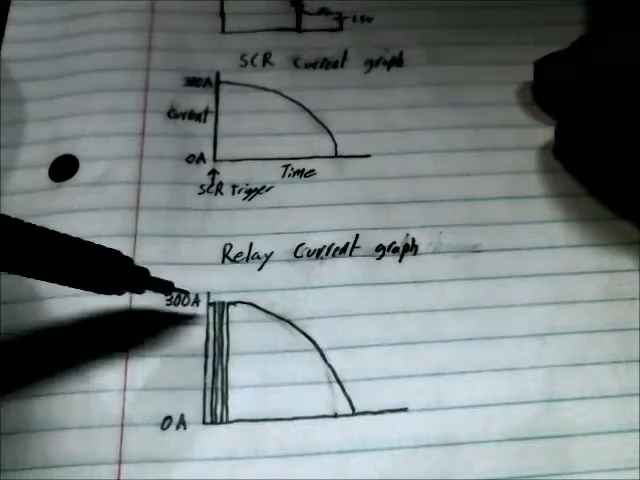 SCR Current graph
300A
Current
0A
Time
SCR Trigger
Relay Current graph
300A
0A